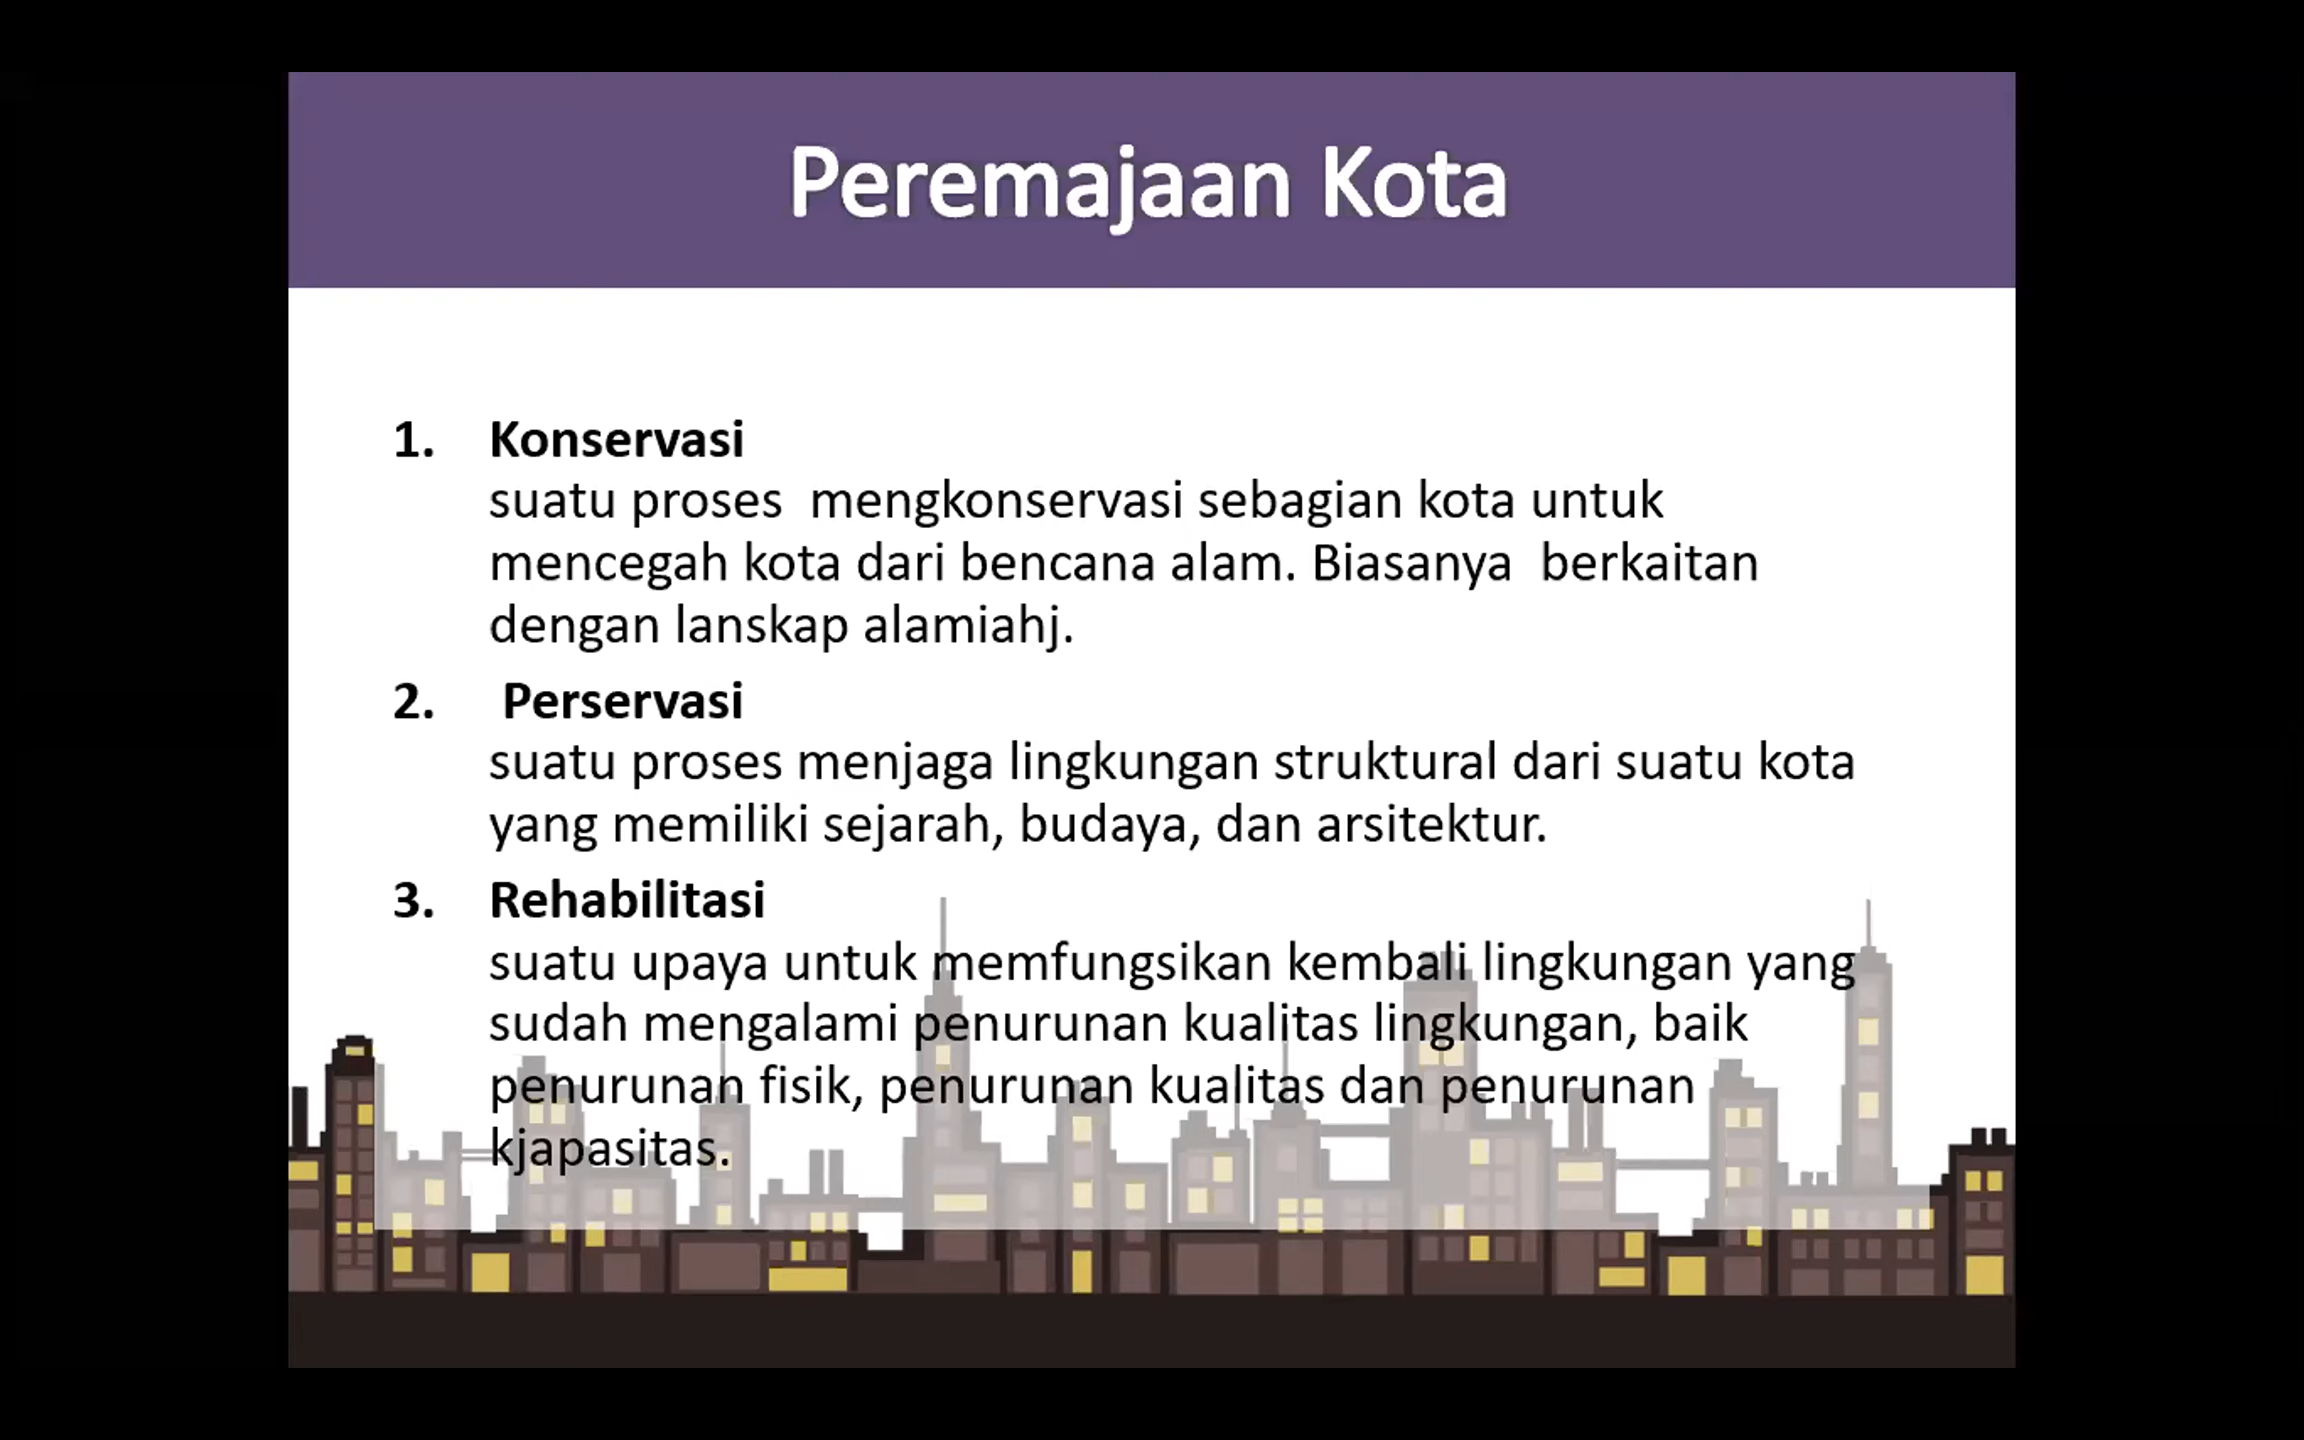 Peremajaan Kota
1. Konservasi
suatu proses  mengkonservasi sebagian kota untuk
mencegah kota dari bencana alam. Biasanya  berkaitan
dengan lanskap alamiahj.
2. Perservasi
suatu proses menjaga lingkungan struktural dari suatu kota
yang memiliki sejarah, budaya, dan arsitektur.
3. Rehabilitasi
suatu upaya untuk memfungsikan kembali lingkungan yang
sudah mengalami penurunan kualitas lingkungan, baik
penurunan fisik, penurunan kualitas dan penurunan
kjapasitas.